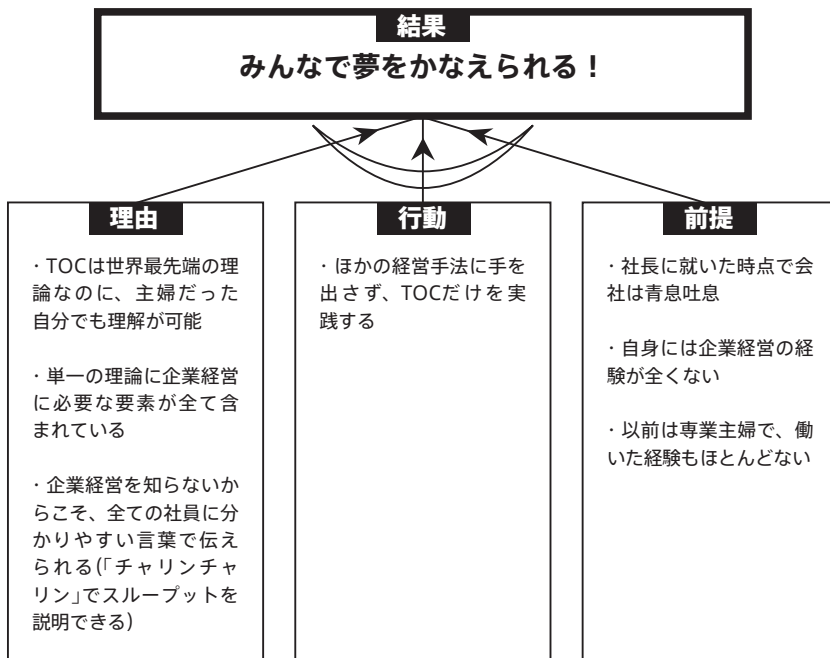 結果
みんなで夢をかなえられる！
理由
・TOCは世界最先端の理
論なのに、主婦だった
自分でも理解が可能
・単一の理論に企業経営
に必要な要素が全て含
まれている
・企業経営を知らないか
らこそ、全ての社員に分
かりやすい言葉で伝え
られる(「チャリンチャ
リン」でスループットを
説明できる)
行動
・ほかの経営手法に手を
出さず、TOCだけを実
践する
前提
・社長に就いた時点で会
社は青息吐息
・自身には企業経営の経
験が全くない
・以前は専業主婦で、働
いた経験もほとんどない